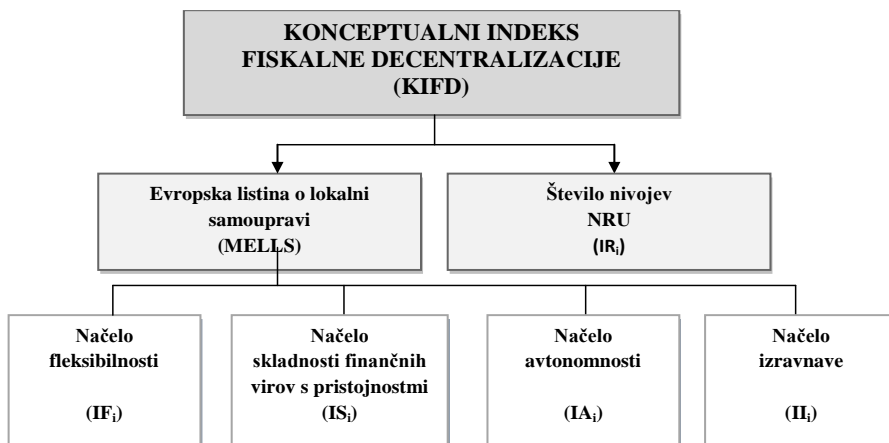 KONCEPTUALNI INDEKS
FISKALNE DECENTRALIZACIJE
(KIFD)
Evropska listina o lokalni
samoupravi
(MELLS)
Število nivojev
NRU
(IRi)
Načelo
fleksibilnosti
(IFi)
Načelo
skladnosti finančnih
virov s pristojnostmi
(ISi)
Načelo
avtonomnosti
(IAi)
Načelo
izravnave
(IIi)